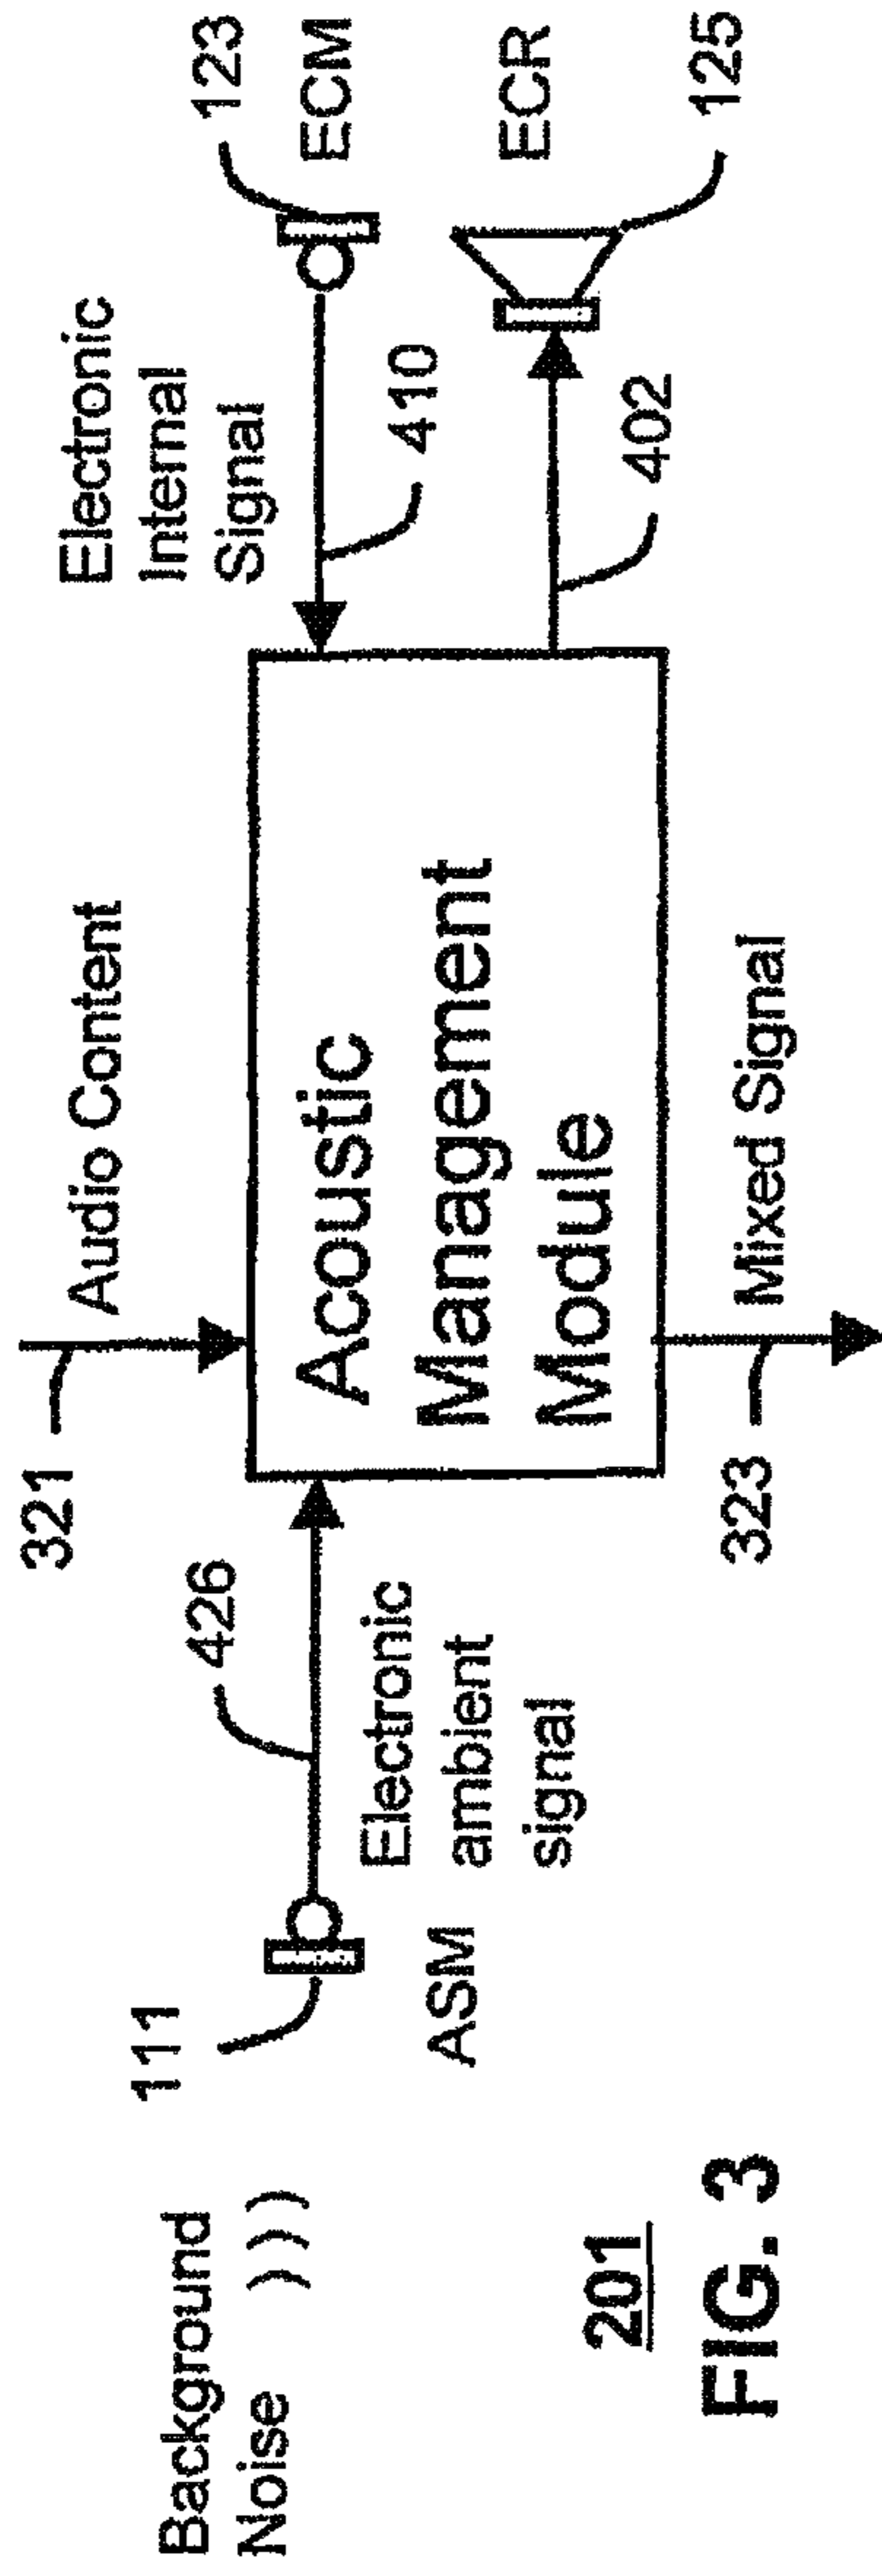 321
Audio Content
Electronic
Internal
Signal
123
ECM
410
ECR
125
402
Acoustic
Management
Module
Background
Noise
111
ASM
426
Electronic
ambient
signal
323
Mixed Signal
201
FIG. 3